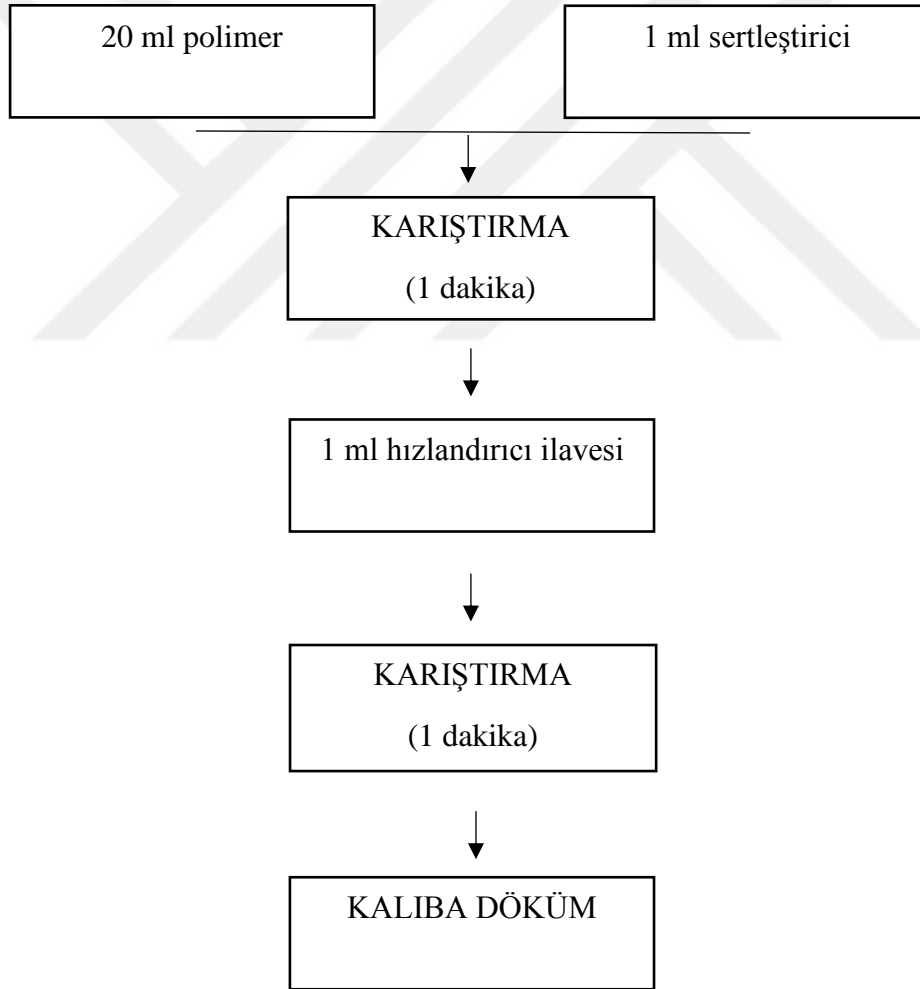 20 ml polimer
1 ml sertleştirici
KARIŞTIRMA
(1 dakika)
1 ml hızlandırıcı ilavesi
KARIŞTIRMA
(1 dakika)
KALIBA DÖKÜM